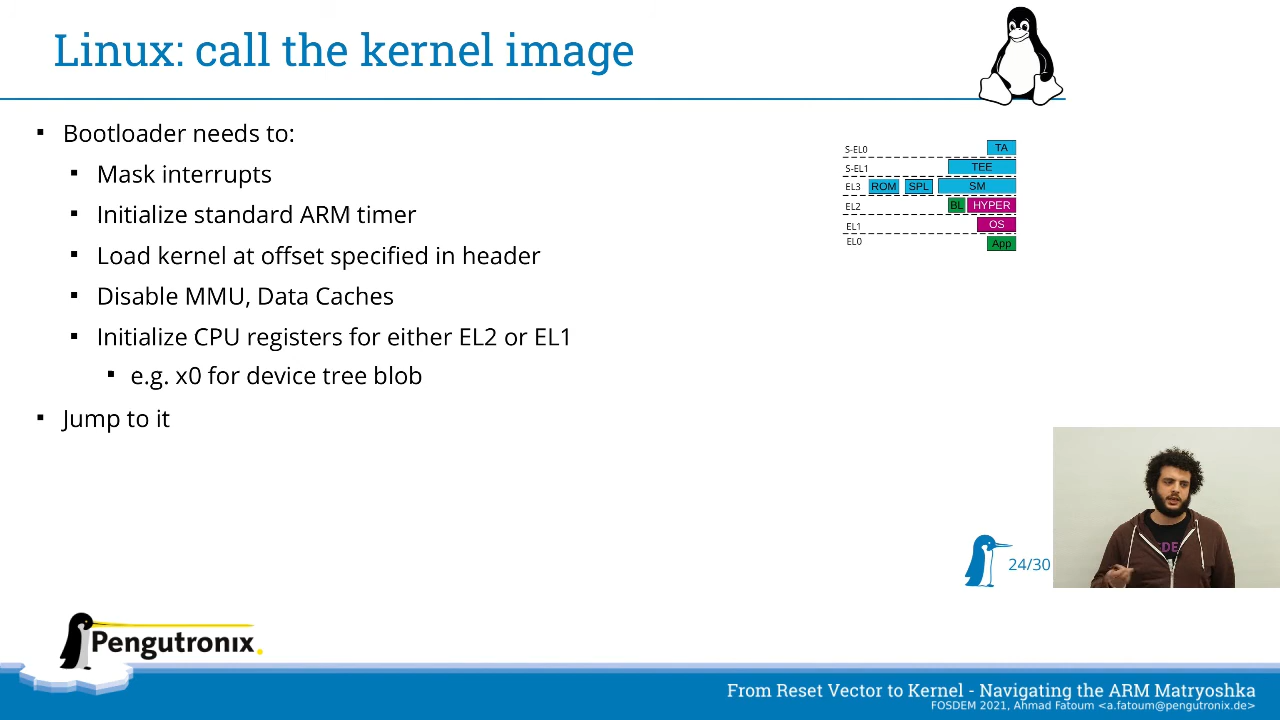 Linux: call the kernel image
Bootloader needs to:
Mask interrupts
Initialize standard ARM timer
Load kernel at offset specified in header
Disable MMU, Data Caches
Initialize CPU registers for either EL2 or EL1
e.g. x0 for device tree blob
Jump to it
S-EL0 TA
S-EL1 TEE
EL3 ROM SPL SM
EL2 BL HYPER
EL1 OS
EL0 App
24/30
Pengutronix
From Reset Vector to Kernel - Navigating the ARM Matryoshka
FOSDEM 2021, Ahmad Fatoum <a.fatoum@pengutronix.de>